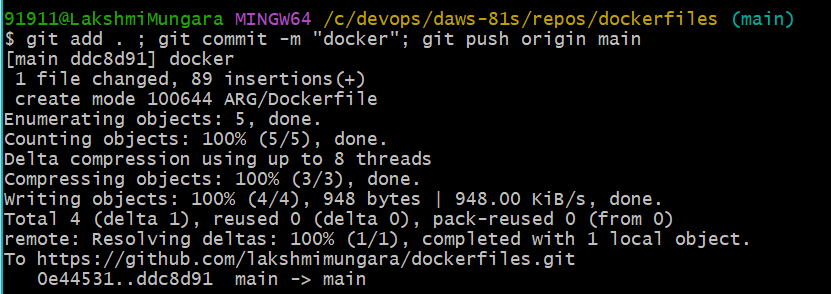 91911@LakshmiMungara MINGW64 /c/devops/daws-81s/repos/dockerfiles (main)
$ git add . ; git commit -m "docker"; git push origin main
[main ddc8d91] docker
 1 file changed, 89 insertions(+)
 create mode 100644 ARG/Dockerfile
Enumerating objects: 5, done.
Counting objects: 100% (5/5), done.
Delta compression using up to 8 threads
Compressing objects: 100% (3/3), done.
Writing objects: 100% (4/4), 948 bytes | 948.00 KiB/s, done.
Total 4 (delta 1), reused 0 (delta 0), pack-reused 0 (from 0)
remote: Resolving deltas: 100% (1/1), completed with 1 local object.
To https://github.com/lakshmimungara/dockerfiles.git
   0e44531..ddc8d91  main -> main